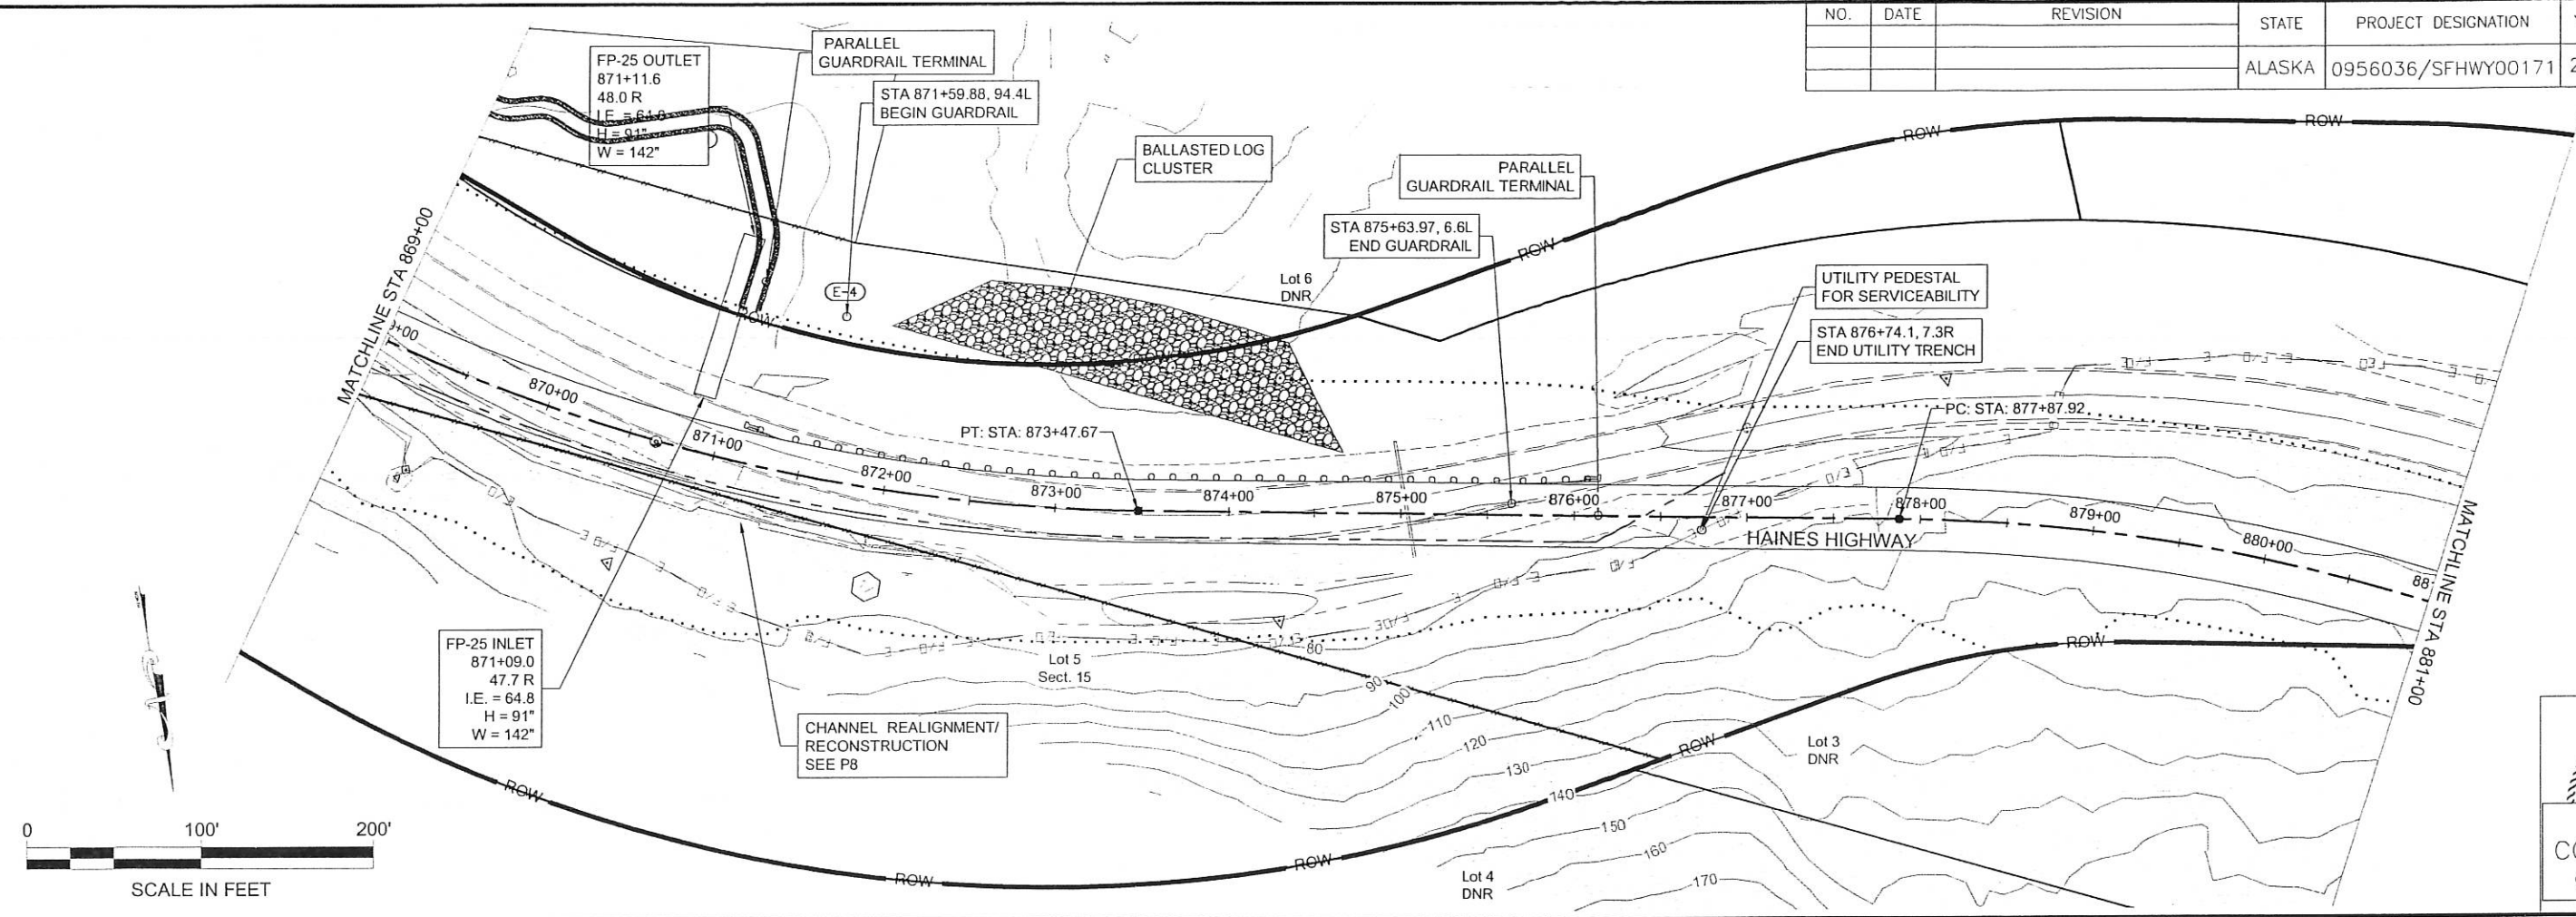 NO.
DATE
REVISION
STATE
PROJECT DESIGNATION
ALASKA
0956036/SFHWY00171
2
FP-25 OUTLET
871+11.6
48.0 R
I.E. = 61.0
H = 91"
W = 142"
PARALLEL
GUARDRAIL TERMINAL
STA 871+59.88, 94.4L
BEGIN GUARDRAIL
BALLASTED LOG
CLUSTER
PARALLEL
GUARDRAIL TERMINAL
STA 875+63.97, 6.6L
END GUARDRAIL
Lot 6
DNR
UTILITY PEDESTAL
FOR SERVICEABILITY
STA 876+74.1, 7.3R
END UTILITY TRENCH
PC: STA: 877+87.92
PT: STA: 873+47.67
E-4
ROW
ROW
ROW
ROW
MATCHLINE STA 869+00
870+00
871+00
872+00
873+00
874+00
875+00
876+00
877+00
878+00
879+00
880+00
88
HAINES HIGHWAY
MATCHLINE STA 881+00
FP-25 INLET
871+09.0
47.7 R
I.E. = 64.8
H = 91"
W = 142"
CHANNEL REALIGNMENT/
RECONSTRUCTION
SEE P8
Lot 5
Sect. 15
80
90
100
110
120
130
140
150
160
170
Lot 3
DNR
Lot 4
DNR
ROW
ROW
ROW
ROW
ROW
0
100'
200'
SCALE IN FEET